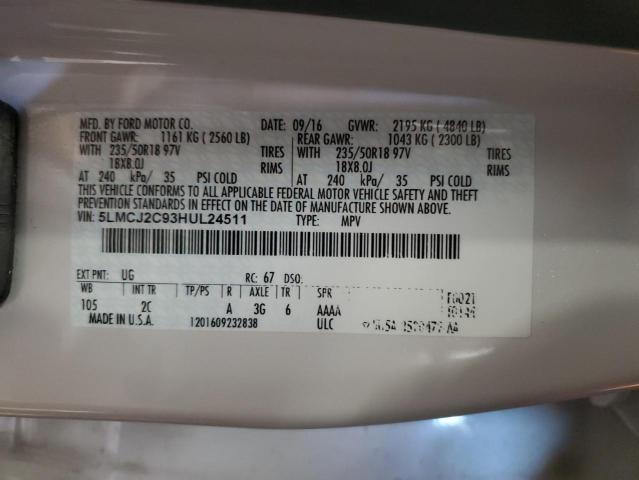 MFD. BY FORD MOTOR CO. DATE: 09/16 GVWR: 2195 KG ( 4840 LB)
FRONT GAWR: 1161 KG ( 2560 LB) REAR GAWR: 1043 KG ( 2300 LB)
WITH 235/50R18 97V TIRES WITH 235/50R18 97V TIRES
18X8.0J RIMS 18X8.0J RIMS
AT 240 kPa/ 35 PSI COLD AT 240 kPa/ 35 PSI COLD
THIS VEHICLE CONFORMS TO ALL APPLICABLE FEDERAL MOTOR VEHICLE SAFETY AND THEFT
PREVENTION STANDARDS IN EFFECT ON THE DATE OF MANUFACTURE SHOWN ABOVE.
VIN: 5LMCJ2C93HUL24511 TYPE: MPV
EXT PNT: UG RC: 67 DSO:
WB INT TR TP/PS R AXLE TR SPR
105 2C A 3G 6 AAAA
MADE IN U.S.A. 1201609232838 ULC